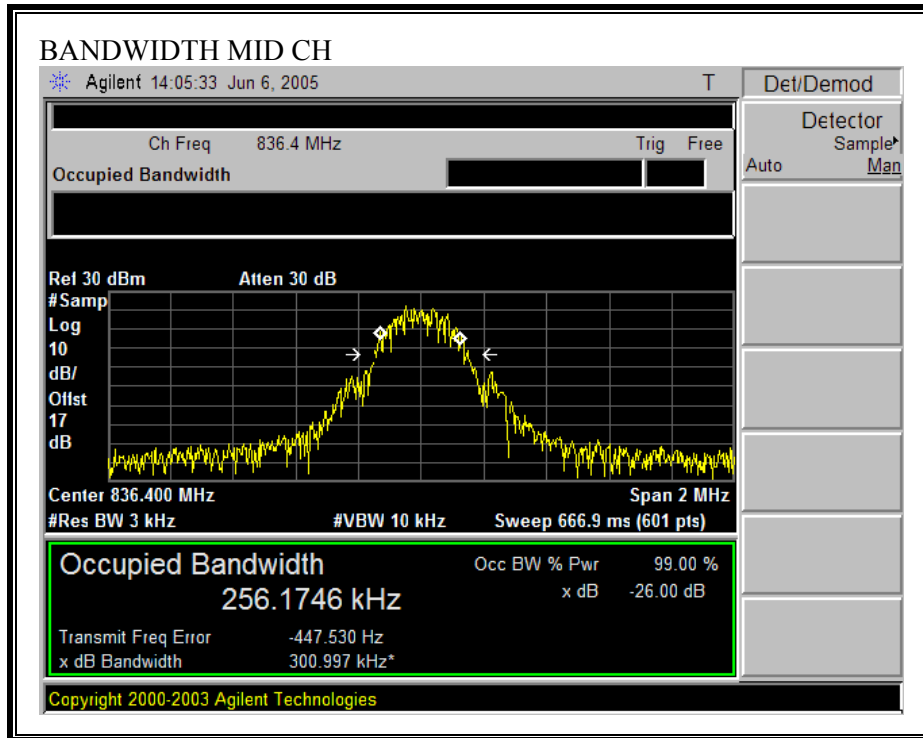 BANDWIDTH MID CH
Agilent 14:05:33 Jun 6, 2005 T
Det/Demod
Detector
Sample
Auto Man
Ch Freq 836.4 MHz Trig Free
Occupied Bandwidth
Ref 30 dBm Atten 30 dB
#Samp
Log
10
dB/
Offst
17
dB
Center 836.400 MHz Span 2 MHz
#Res BW 3 kHz #VBW 10 kHz Sweep 666.9 ms (601 pts)
Occupied Bandwidth Occ BW % Pwr 99.00 %
256.1746 kHz x dB -26.00 dB
Transmit Freq Error -447.530 Hz
x dB Bandwidth 300.997 kHz*
Copyright 2000-2003 Agilent Technologies